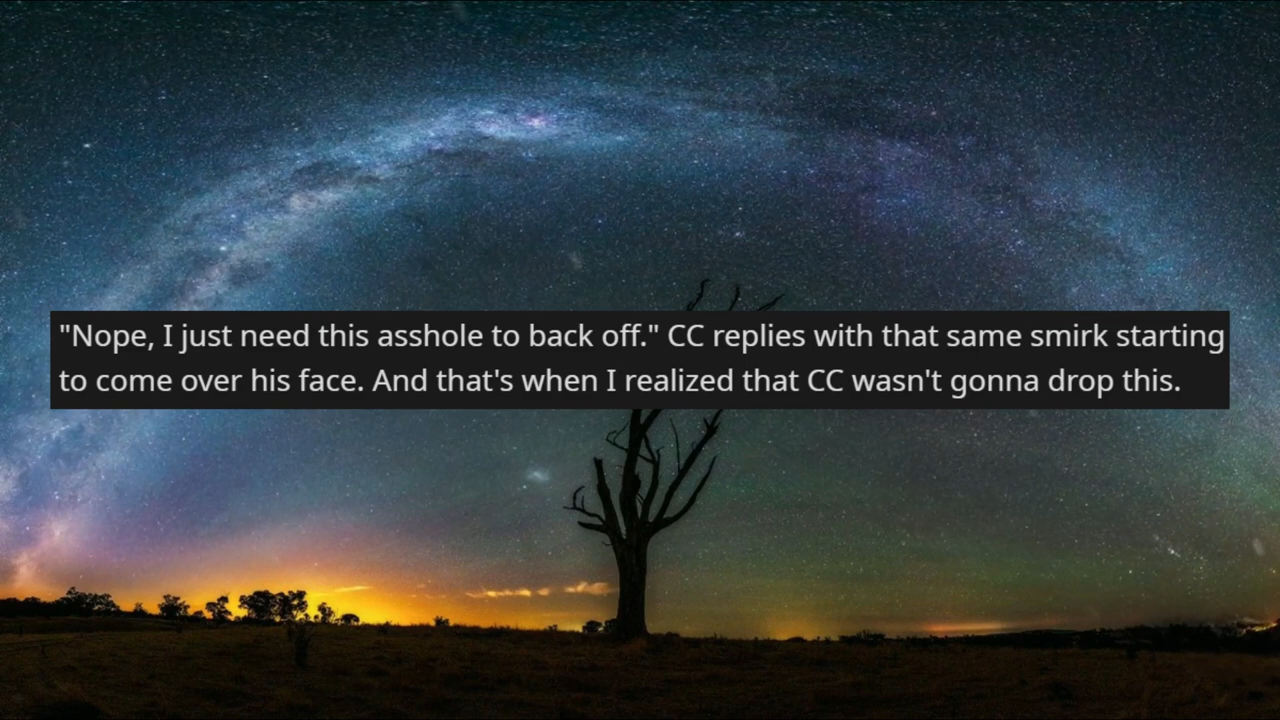 "Nope, I just need this asshole to back off." CC replies with that same smirk starting
to come over his face. And that's when I realized that CC wasn't gonna drop this.